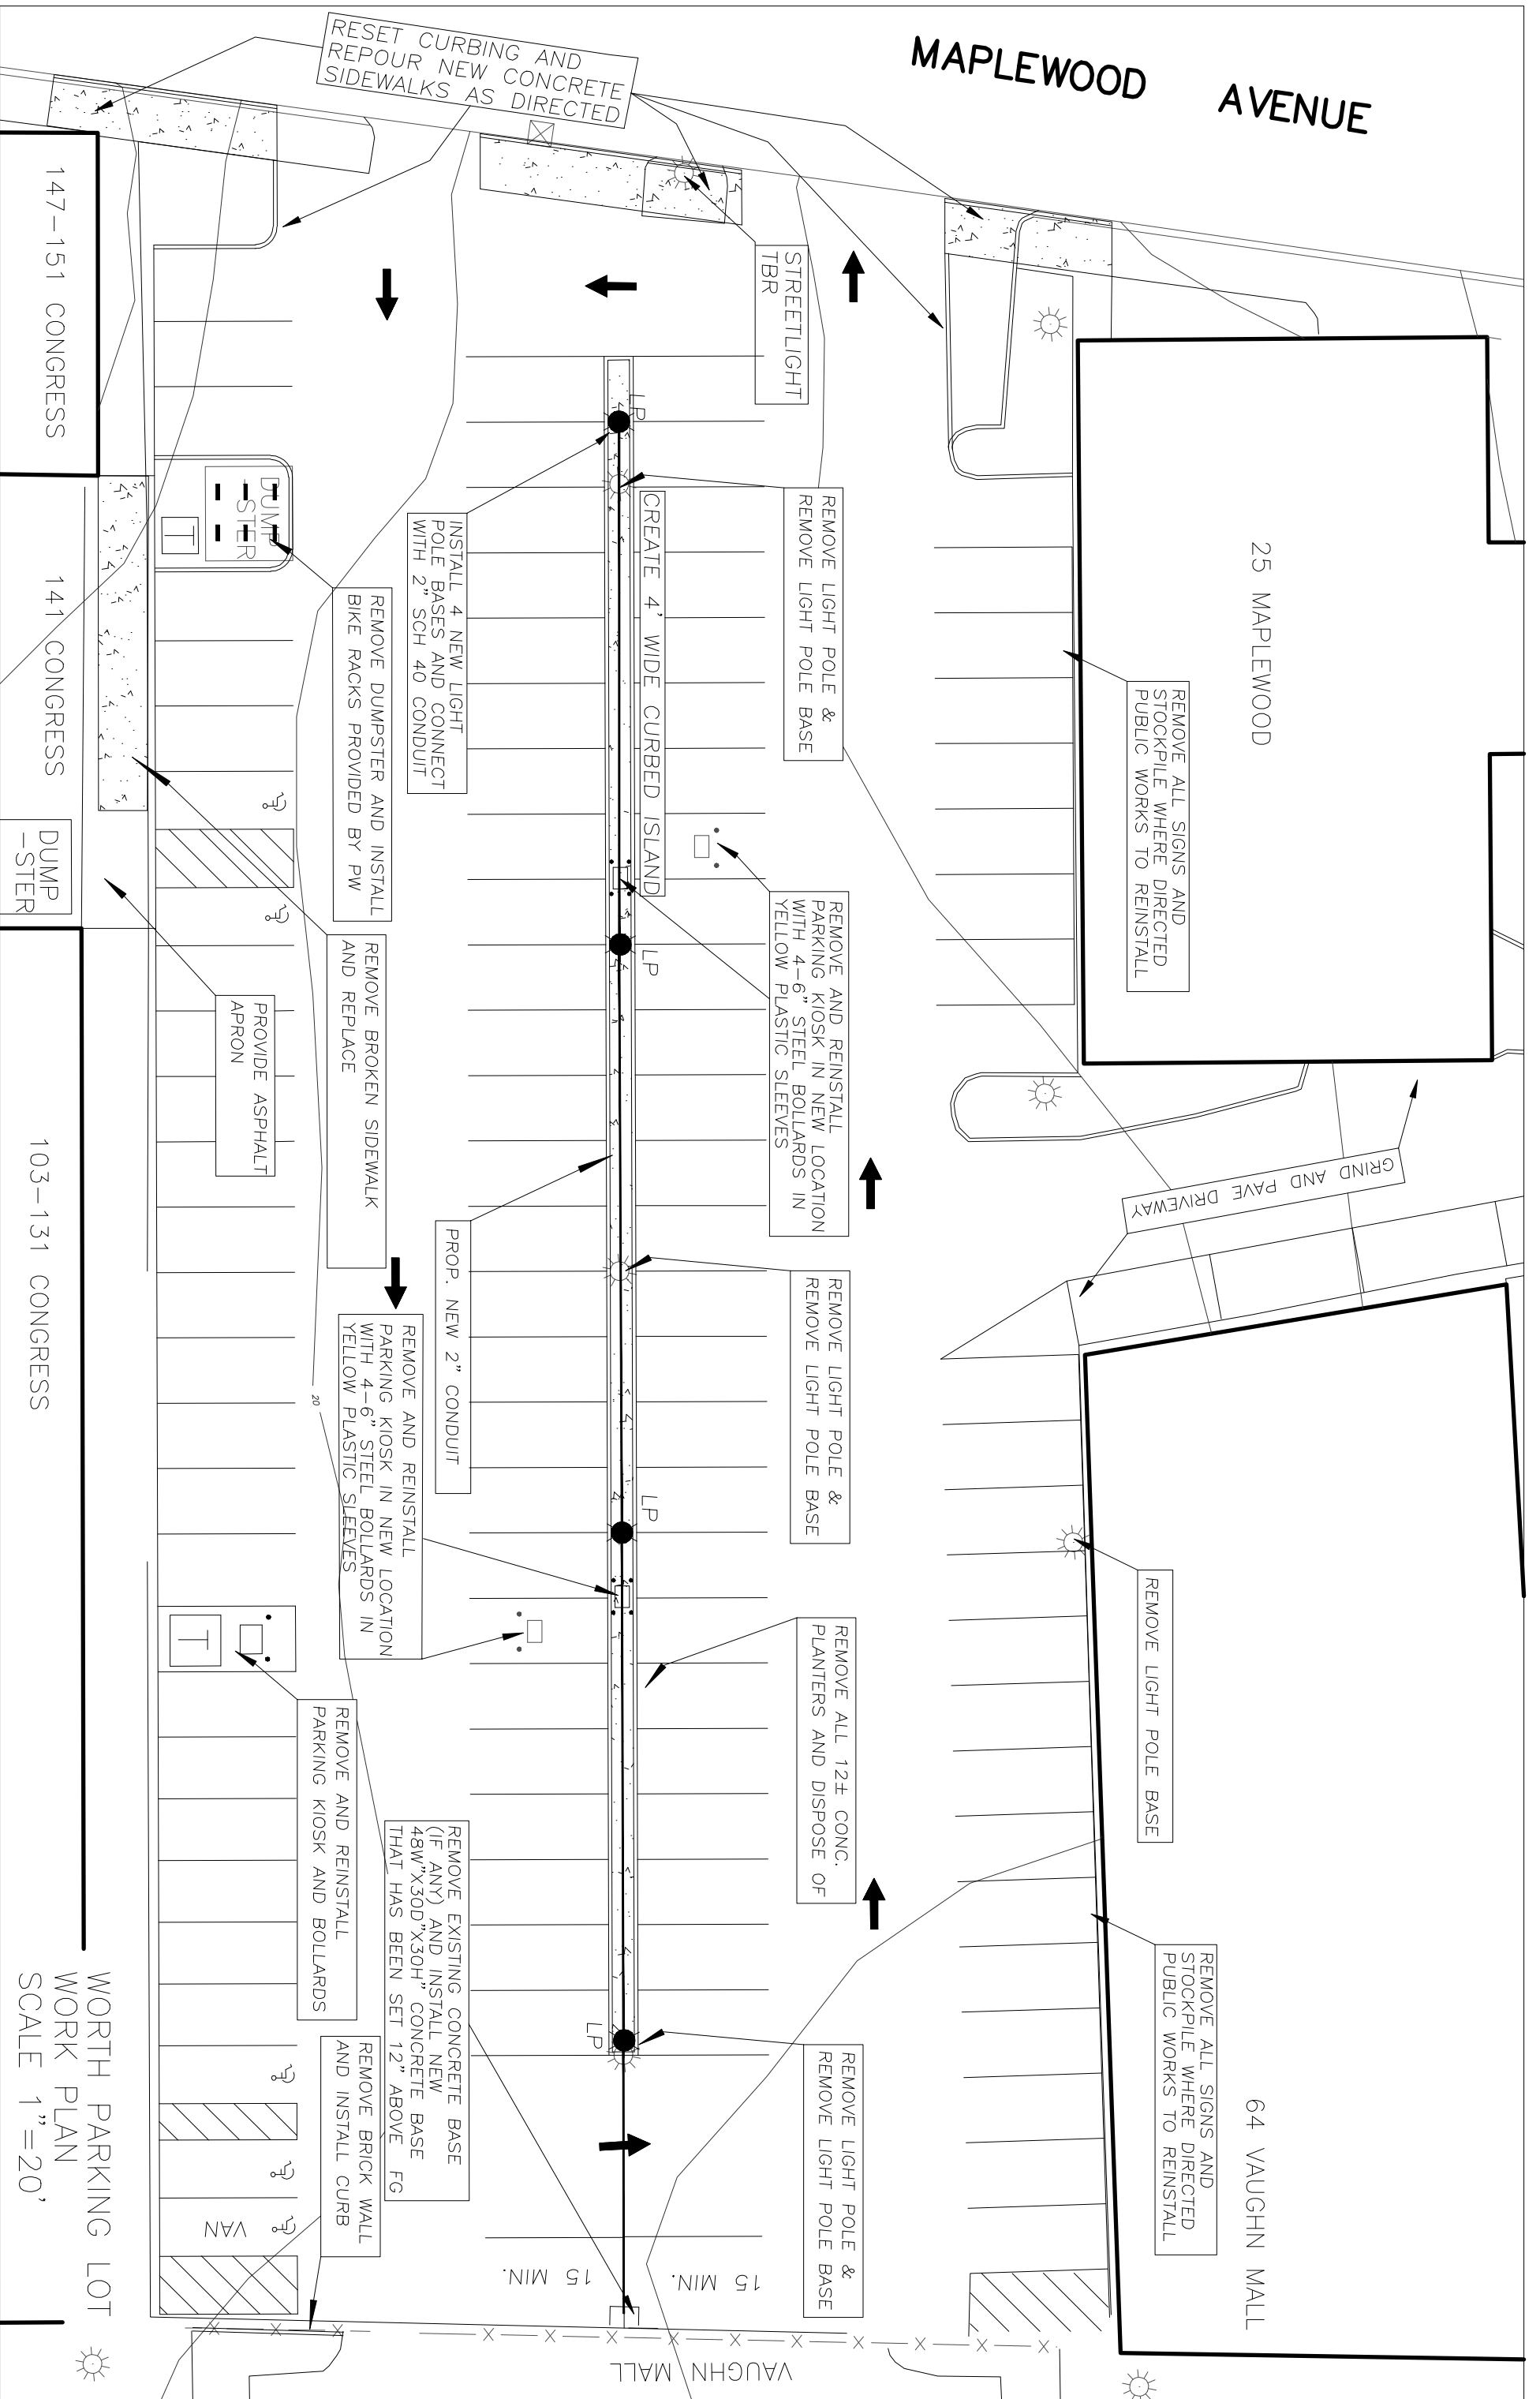 MAPLEWOOD AVENUE
RESET CURBING AND
REPOUR NEW CONCRETE
SIDEWALKS AS DIRECTED
STREETLIGHT
TBR
25 MAPLEWOOD
REMOVE ALL SIGNS AND
STOCKPILE WHERE DIRECTED
PUBLIC WORKS TO REINSTALL
REMOVE LIGHT POLE &
REMOVE LIGHT POLE BASE
CREATE 4' WIDE CURBED ISLAND
LP
INSTALL 4 NEW LIGHT
POLE BASES AND CONNECT
WITH 2" SCH 40 CONDUIT
DUMP
-STER
T
REMOVE DUMPSTER AND INSTALL
BIKE RACKS PROVIDED BY PW
147-151 CONGRESS
141 CONGRESS
DUMP
-STER
REMOVE BROKEN SIDEWALK
AND REPLACE
PROVIDE ASPHALT
APRON
103-131 CONGRESS
REMOVE AND REINSTALL
PARKING KIOSK IN NEW LOCATION
WITH 4-6" STEEL BOLLARDS IN
YELLOW PLASTIC SLEEVES
LP
GRIND AND PAVE DRIVEWAY
PROP. NEW 2" CONDUIT
REMOVE LIGHT POLE &
REMOVE LIGHT POLE BASE
REMOVE AND REINSTALL
PARKING KIOSK IN NEW LOCATION
WITH 4-6" STEEL BOLLARDS IN
YELLOW PLASTIC SLEEVES
20
LP
REMOVE LIGHT POLE BASE
REMOVE ALL 12± CONC.
PLANTERS AND DISPOSE OF
T
REMOVE AND REINSTALL
PARKING KIOSK AND BOLLARDS
REMOVE EXISTING CONCRETE BASE
(IF ANY) AND INSTALL NEW
48W"X30D"X30H" CONCRETE BASE
THAT HAS BEEN SET 12" ABOVE FG
LP
REMOVE LIGHT POLE &
REMOVE LIGHT POLE BASE
REMOVE ALL SIGNS AND
STOCKPILE WHERE DIRECTED
PUBLIC WORKS TO REINSTALL
64 VAUGHN MALL
REMOVE BRICK WALL
AND INSTALL CURB
VAN
15 MIN.
15 MIN.
VAUGHN MALL
X X X X X X X X X X X X X
WORTH PARKING LOT
WORK PLAN
SCALE 1"=20'